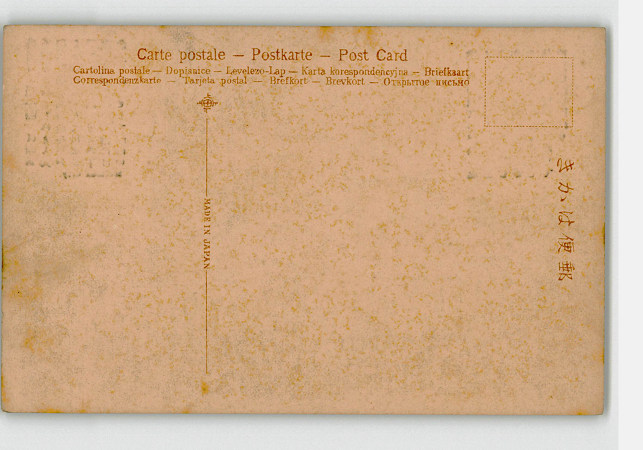 Carte postale – Postkarte – Post Card
Cartolina postale – Dopisnice – Levelezo-Lap – Karta korespondencyjna – Briefkaart
Correspondenzkarte – Tarjeta postal – Brefkort – Brevkort – Открытое письмо
MADE IN JAPAN
きかは便郵